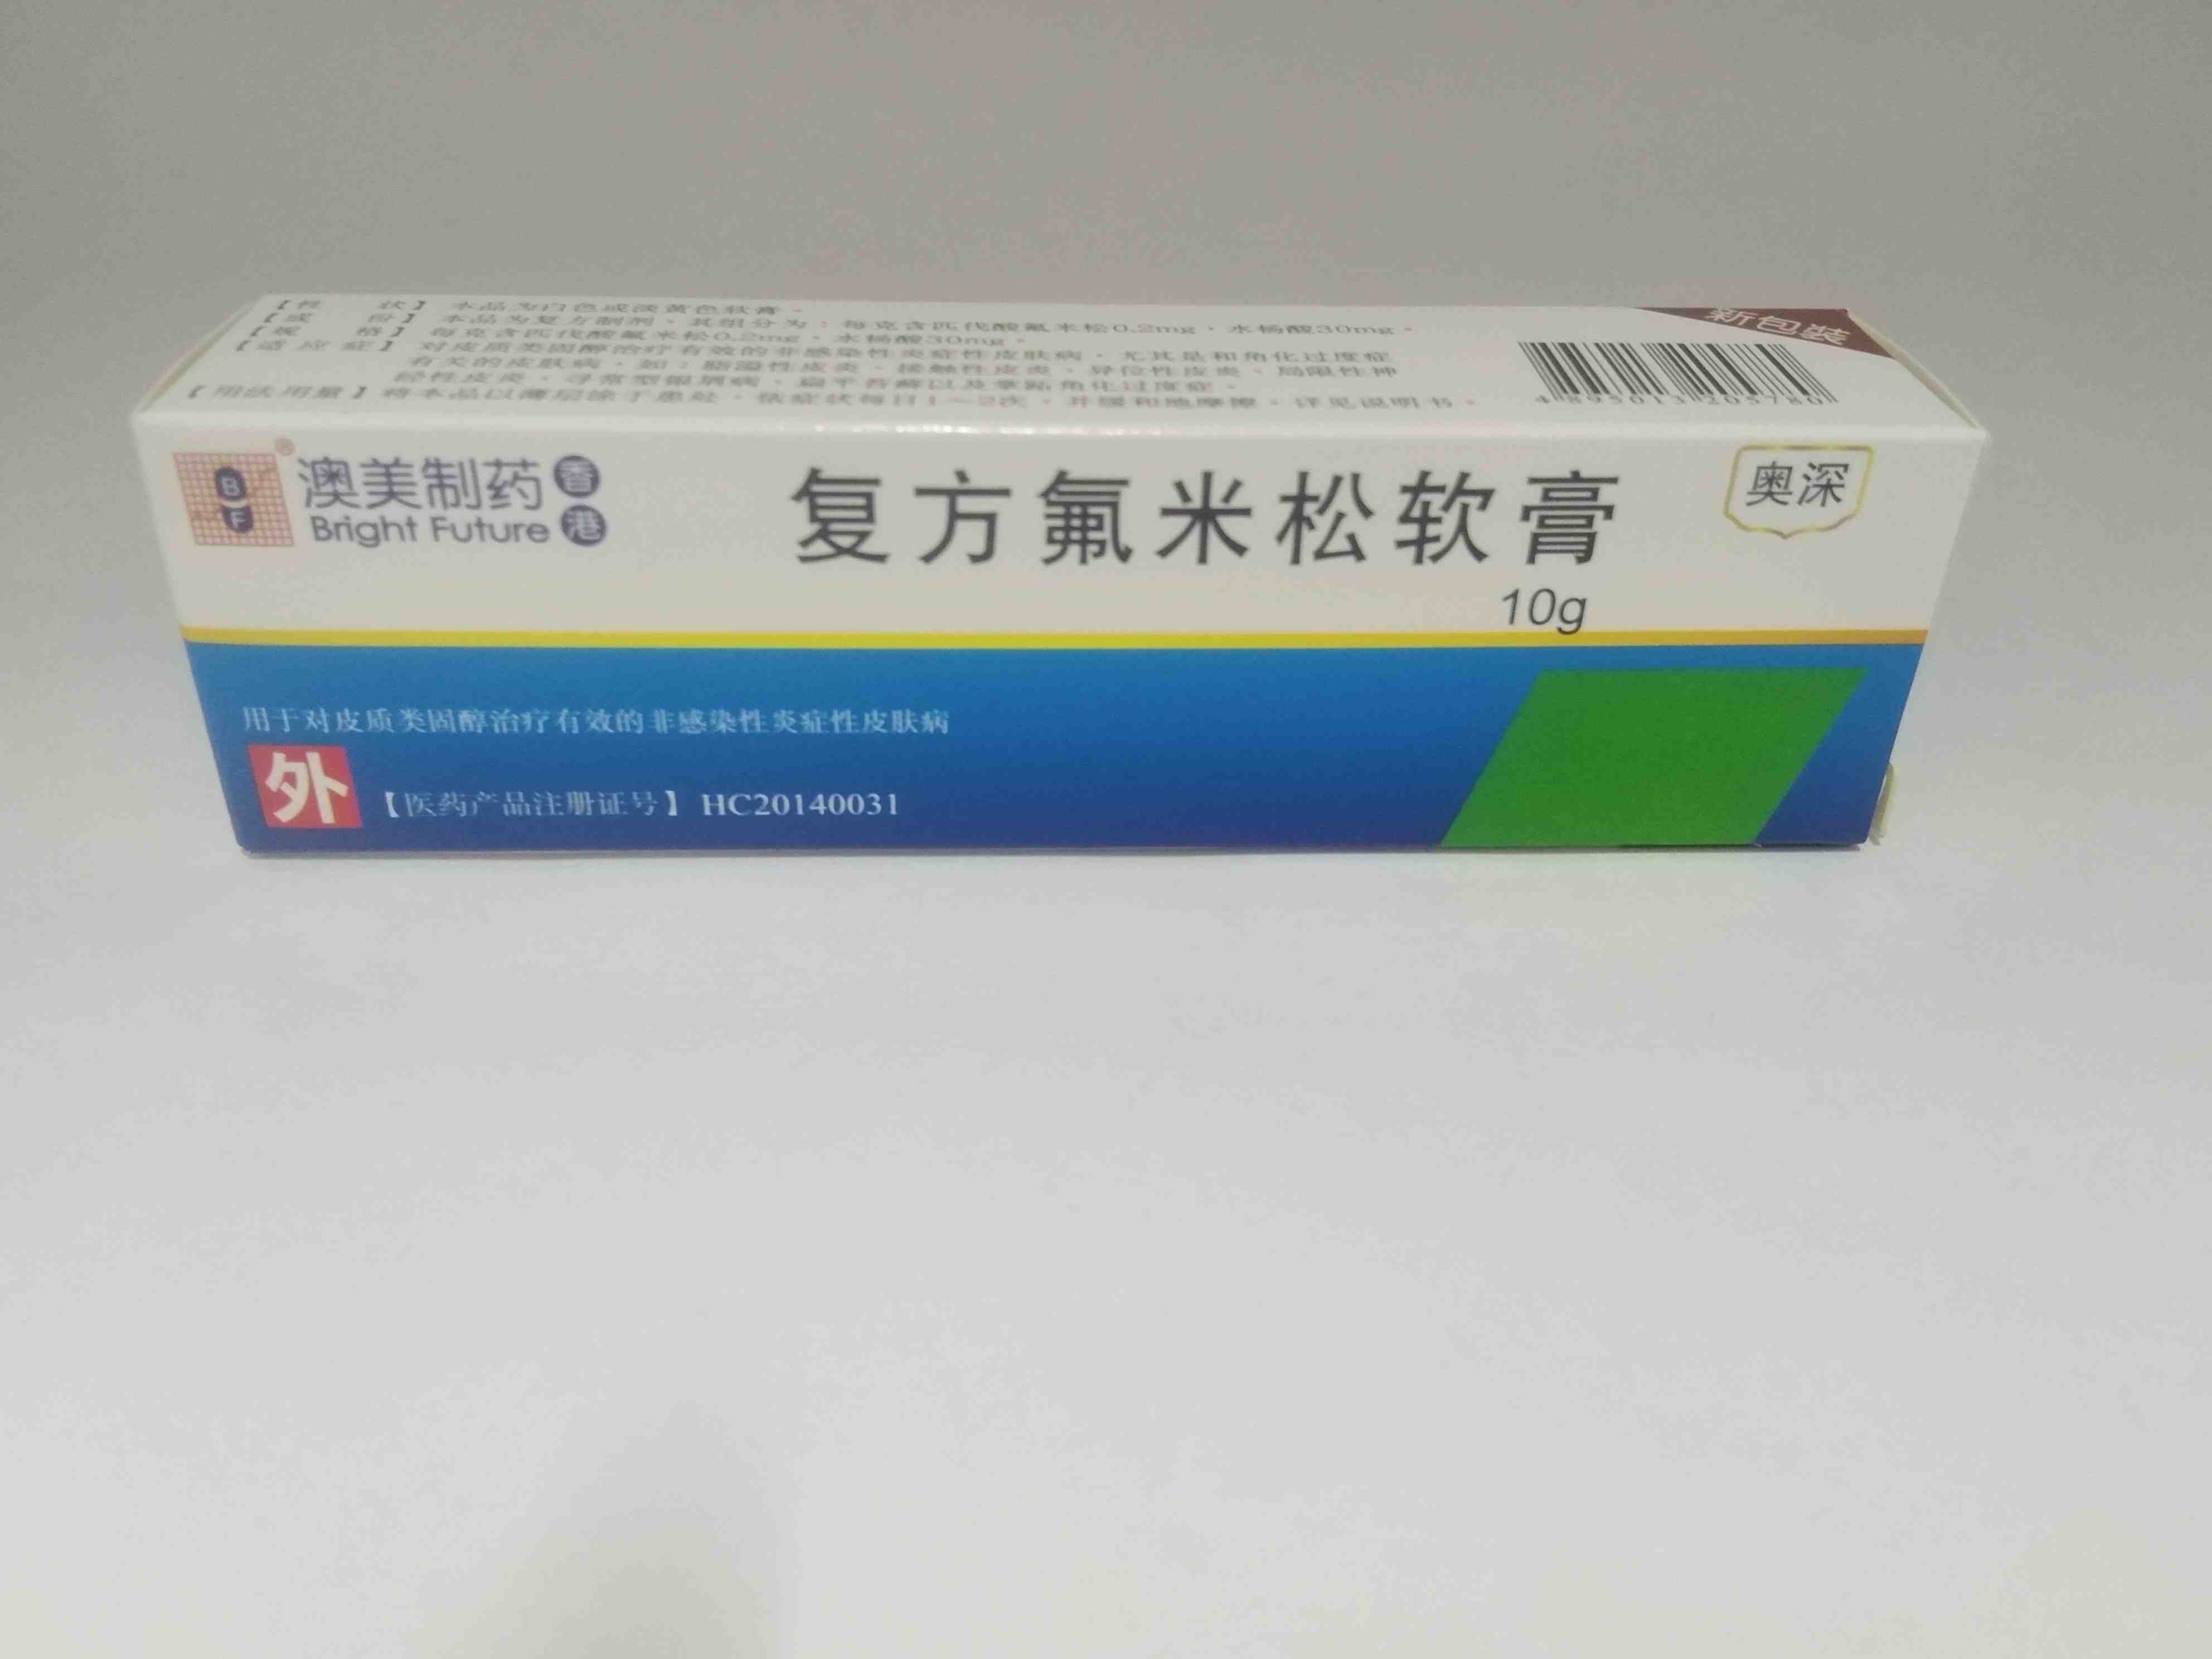 【性 状】 本品为白色或淡黄色软膏。
【成 份】 本品为复方制剂，其组分为：每克含匹伐酸氟米松0.2mg，水杨酸30mg。
【规 格】 每克含匹伐酸氟米松0.2mg，水杨酸30mg。
【适 应 症】 对皮质类固醇治疗有效的非感染性炎症性皮肤病，尤其是和角化过度症
有关的皮肤病，如：脂溢性皮炎、接触性皮炎、异位性皮炎、局限性神
经性皮炎、寻常型银屑病、扁平苔藓以及掌跖角化过度症。
【用法用量】 将本品以薄层涂于患处，依症状每日1～2次，并缓和地摩擦。详见说明书。
新包装
4 895013 205780
BF®
澳美制药 香港
Bright Future
复方氟米松软膏
奥深
10g
用于对皮质类固醇治疗有效的非感染性炎症性皮肤病
外
【医药产品注册证号】 HC20140031